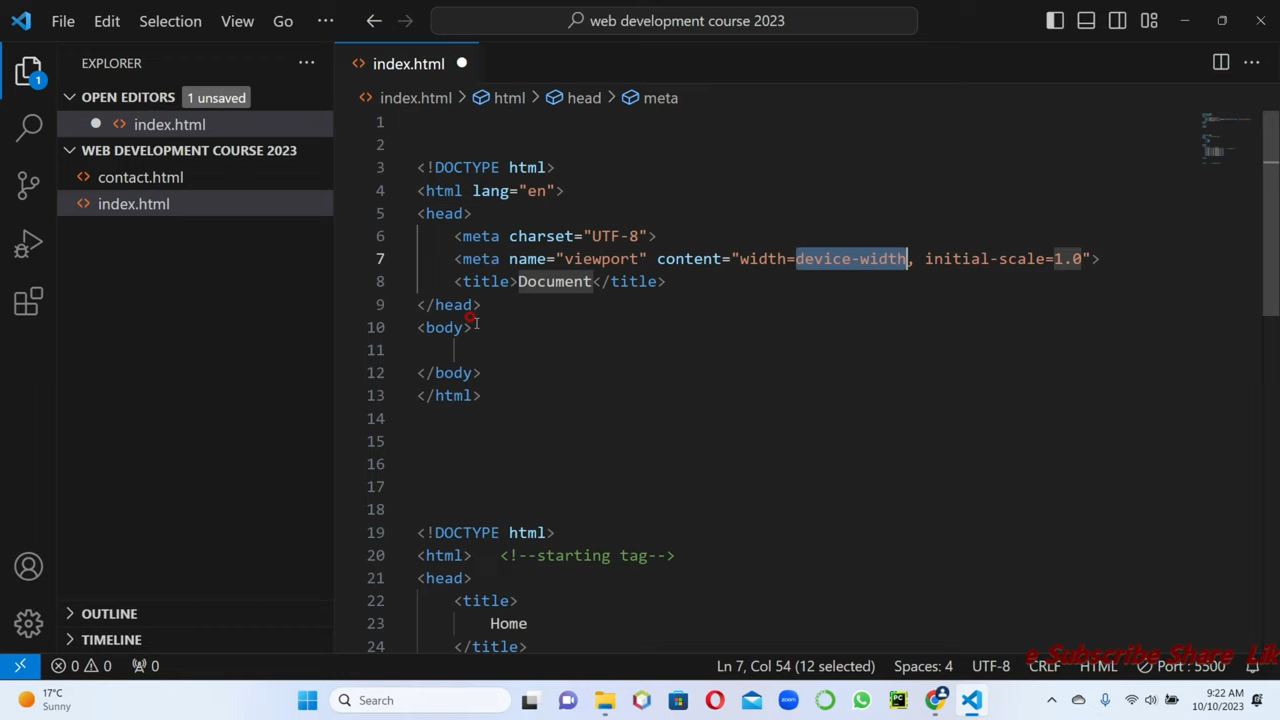 File Edit Selection View Go ··· web development course 2023
EXPLORER ···
OPEN EDITORS 1 unsaved
index.html
WEB DEVELOPMENT COURSE 2023
contact.html
index.html
OUTLINE
TIMELINE
index.html
index.html > html > head > meta
1
2
3 <!DOCTYPE html>
4 <html lang="en">
5 <head>
6 <meta charset="UTF-8">
7 <meta name="viewport" content="width=device-width, initial-scale=1.0">
8 <title>Document</title>
9 </head>
10 <body>
11
12 </body>
13 </html>
14
15
16
17
18
19 <!DOCTYPE html>
20 <html> <!--starting tag-->
21 <head>
22 <title>
23 Home
24 </title>
e Subscribe Share Lik
0 0 0 Ln 7, Col 54 (12 selected) Spaces: 4 UTF-8 CRLF HTML Port : 5500
17°C
Sunny
Search
zoom
PC
9:22 AM
10/10/2023